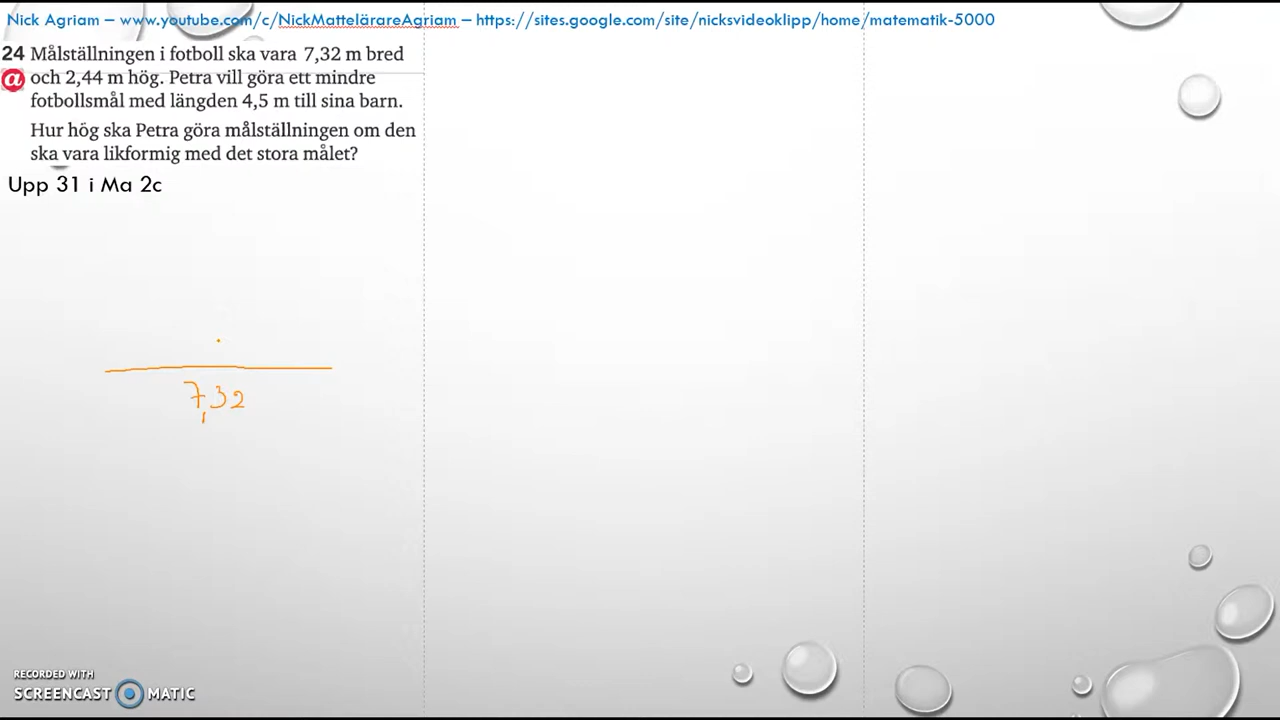 Nick Agriam – www.youtube.com/c/NickMattelärareAgriam – https://sites.google.com/site/nicksvideoklipp/home/matematik-5000
24 Målställningen i fotboll ska vara 7,32 m bred
a och 2,44 m hög. Petra vill göra ett mindre
fotbollsmål med längden 4,5 m till sina barn.
Hur hög ska Petra göra målställningen om den
ska vara likformig med det stora målet?
Upp 31 i Ma 2c
7,32
RECORDED WITH
SCREENCAST MATIC